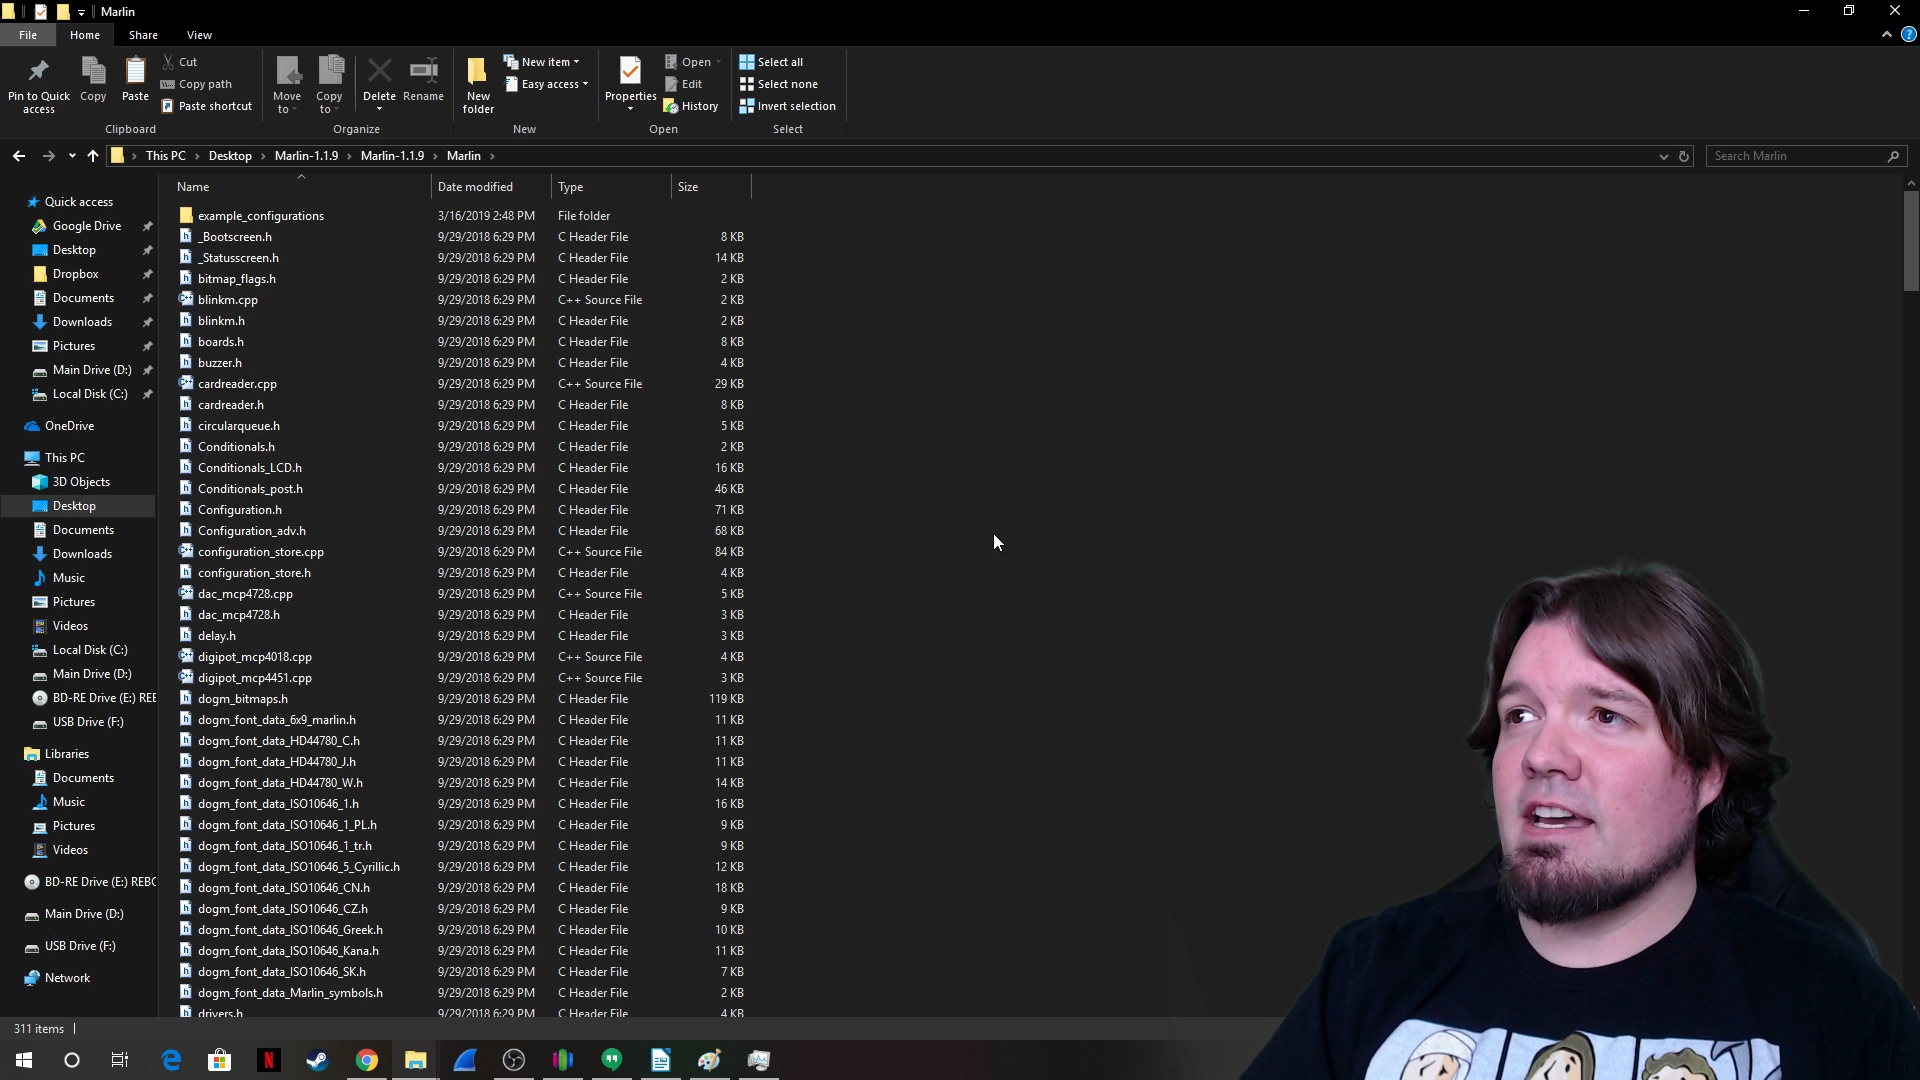 Marlin
File Home Share View
Pin to Quick access
Copy
Paste
Cut
Copy path
Paste shortcut
Clipboard
Move to
Copy to
Delete
Rename
Organize
New folder
New item
Easy access
New
Properties
Open
Edit
History
Open
Select all
Select none
Invert selection
Select
This PC > Desktop > Marlin-1.1.9 > Marlin-1.1.9 > Marlin >
Search Marlin
Quick access
Google Drive
Desktop
Dropbox
Documents
Downloads
Pictures
Main Drive (D:)
Local Disk (C:)
OneDrive
This PC
3D Objects
Desktop
Documents
Downloads
Music
Pictures
Videos
Local Disk (C:)
Main Drive (D:)
BD-RE Drive (E:) REE
USB Drive (F:)
Libraries
Documents
Music
Pictures
Videos
BD-RE Drive (E:) REBC
Main Drive (D:)
USB Drive (F:)
Network
Name Date modified Type Size
example_configurations 3/16/2019 2:48 PM File folder
_Bootscreen.h 9/29/2018 6:29 PM C Header File 8 KB
_Statusscreen.h 9/29/2018 6:29 PM C Header File 14 KB
bitmap_flags.h 9/29/2018 6:29 PM C Header File 2 KB
blinkm.cpp 9/29/2018 6:29 PM C++ Source File 2 KB
blinkm.h 9/29/2018 6:29 PM C Header File 2 KB
boards.h 9/29/2018 6:29 PM C Header File 8 KB
buzzer.h 9/29/2018 6:29 PM C Header File 4 KB
cardreader.cpp 9/29/2018 6:29 PM C++ Source File 29 KB
cardreader.h 9/29/2018 6:29 PM C Header File 8 KB
circularqueue.h 9/29/2018 6:29 PM C Header File 5 KB
Conditionals.h 9/29/2018 6:29 PM C Header File 2 KB
Conditionals_LCD.h 9/29/2018 6:29 PM C Header File 16 KB
Conditionals_post.h 9/29/2018 6:29 PM C Header File 46 KB
Configuration.h 9/29/2018 6:29 PM C Header File 71 KB
Configuration_adv.h 9/29/2018 6:29 PM C Header File 68 KB
configuration_store.cpp 9/29/2018 6:29 PM C++ Source File 84 KB
configuration_store.h 9/29/2018 6:29 PM C Header File 4 KB
dac_mcp4728.cpp 9/29/2018 6:29 PM C++ Source File 5 KB
dac_mcp4728.h 9/29/2018 6:29 PM C Header File 3 KB
delay.h 9/29/2018 6:29 PM C Header File 3 KB
digipot_mcp4018.cpp 9/29/2018 6:29 PM C++ Source File 4 KB
digipot_mcp4451.cpp 9/29/2018 6:29 PM C++ Source File 3 KB
dogm_bitmaps.h 9/29/2018 6:29 PM C Header File 119 KB
dogm_font_data_6x9_marlin.h 9/29/2018 6:29 PM C Header File 11 KB
dogm_font_data_HD44780_C.h 9/29/2018 6:29 PM C Header File 11 KB
dogm_font_data_HD44780_J.h 9/29/2018 6:29 PM C Header File 11 KB
dogm_font_data_HD44780_W.h 9/29/2018 6:29 PM C Header File 14 KB
dogm_font_data_ISO10646_1.h 9/29/2018 6:29 PM C Header File 16 KB
dogm_font_data_ISO10646_1_PL.h 9/29/2018 6:29 PM C Header File 9 KB
dogm_font_data_ISO10646_1_tr.h 9/29/2018 6:29 PM C Header File 9 KB
dogm_font_data_ISO10646_5_Cyrillic.h 9/29/2018 6:29 PM C Header File 12 KB
dogm_font_data_ISO10646_CN.h 9/29/2018 6:29 PM C Header File 18 KB
dogm_font_data_ISO10646_CZ.h 9/29/2018 6:29 PM C Header File 9 KB
dogm_font_data_ISO10646_Greek.h 9/29/2018 6:29 PM C Header File 10 KB
dogm_font_data_ISO10646_Kana.h 9/29/2018 6:29 PM C Header File 11 KB
dogm_font_data_ISO10646_SK.h 9/29/2018 6:29 PM C Header File 7 KB
dogm_font_data_Marlin_symbols.h 9/29/2018 6:29 PM C Header File 2 KB
drivers.h 9/29/2018 6:29 PM C Header File 4 KB
311 items